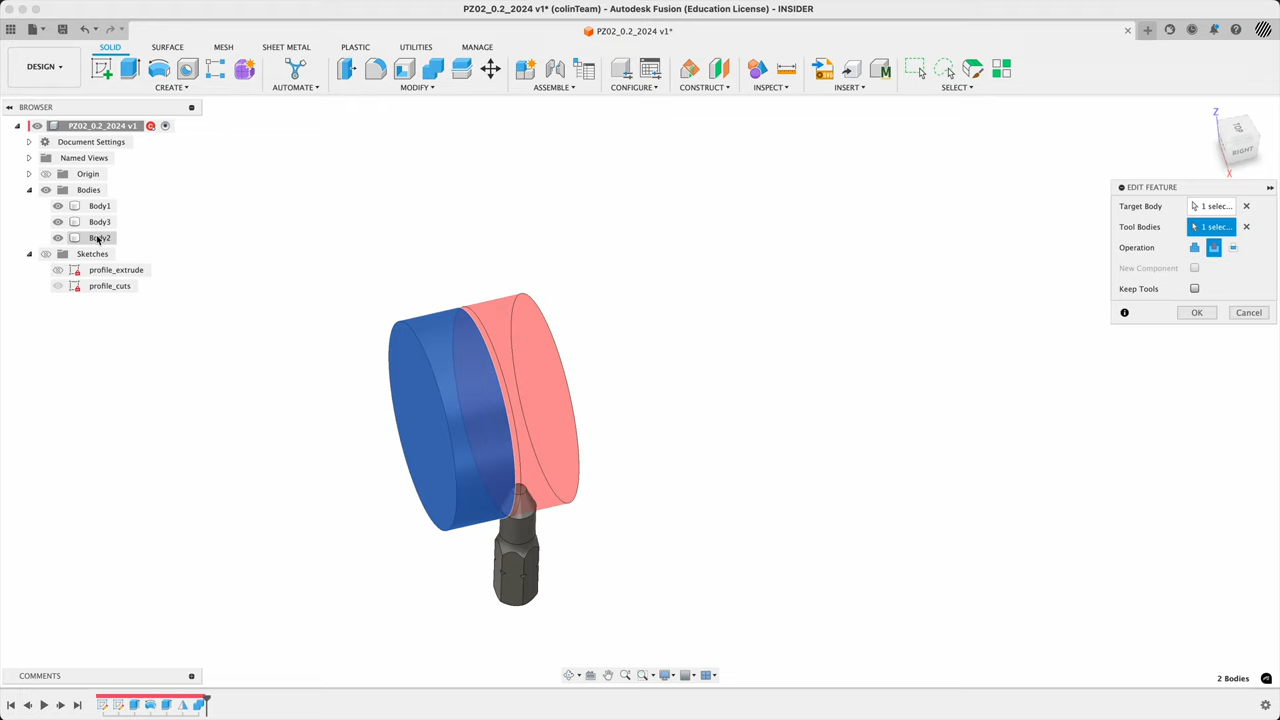 PZ02_0.2_2024 v1* (colinTeam) - Autodesk Fusion (Education License) - INSIDER
PZ02_0.2_2024 v1*
DESIGN
SOLID SURFACE MESH SHEET METAL PLASTIC UTILITIES MANAGE
CREATE AUTOMATE MODIFY ASSEMBLE CONFIGURE CONSTRUCT INSPECT INSERT SELECT
BROWSER
PZ02_0.2_2024 v1
Document Settings
Named Views
Origin
Bodies
Body1
Body3
Body2
Sketches
profile_extrude
profile_cuts
Z
TOP
RIGHT
X
EDIT FEATURE
Target Body 1 selec...
Tool Bodies 1 selec...
Operation
New Component
Keep Tools
OK Cancel
COMMENTS
2 Bodies